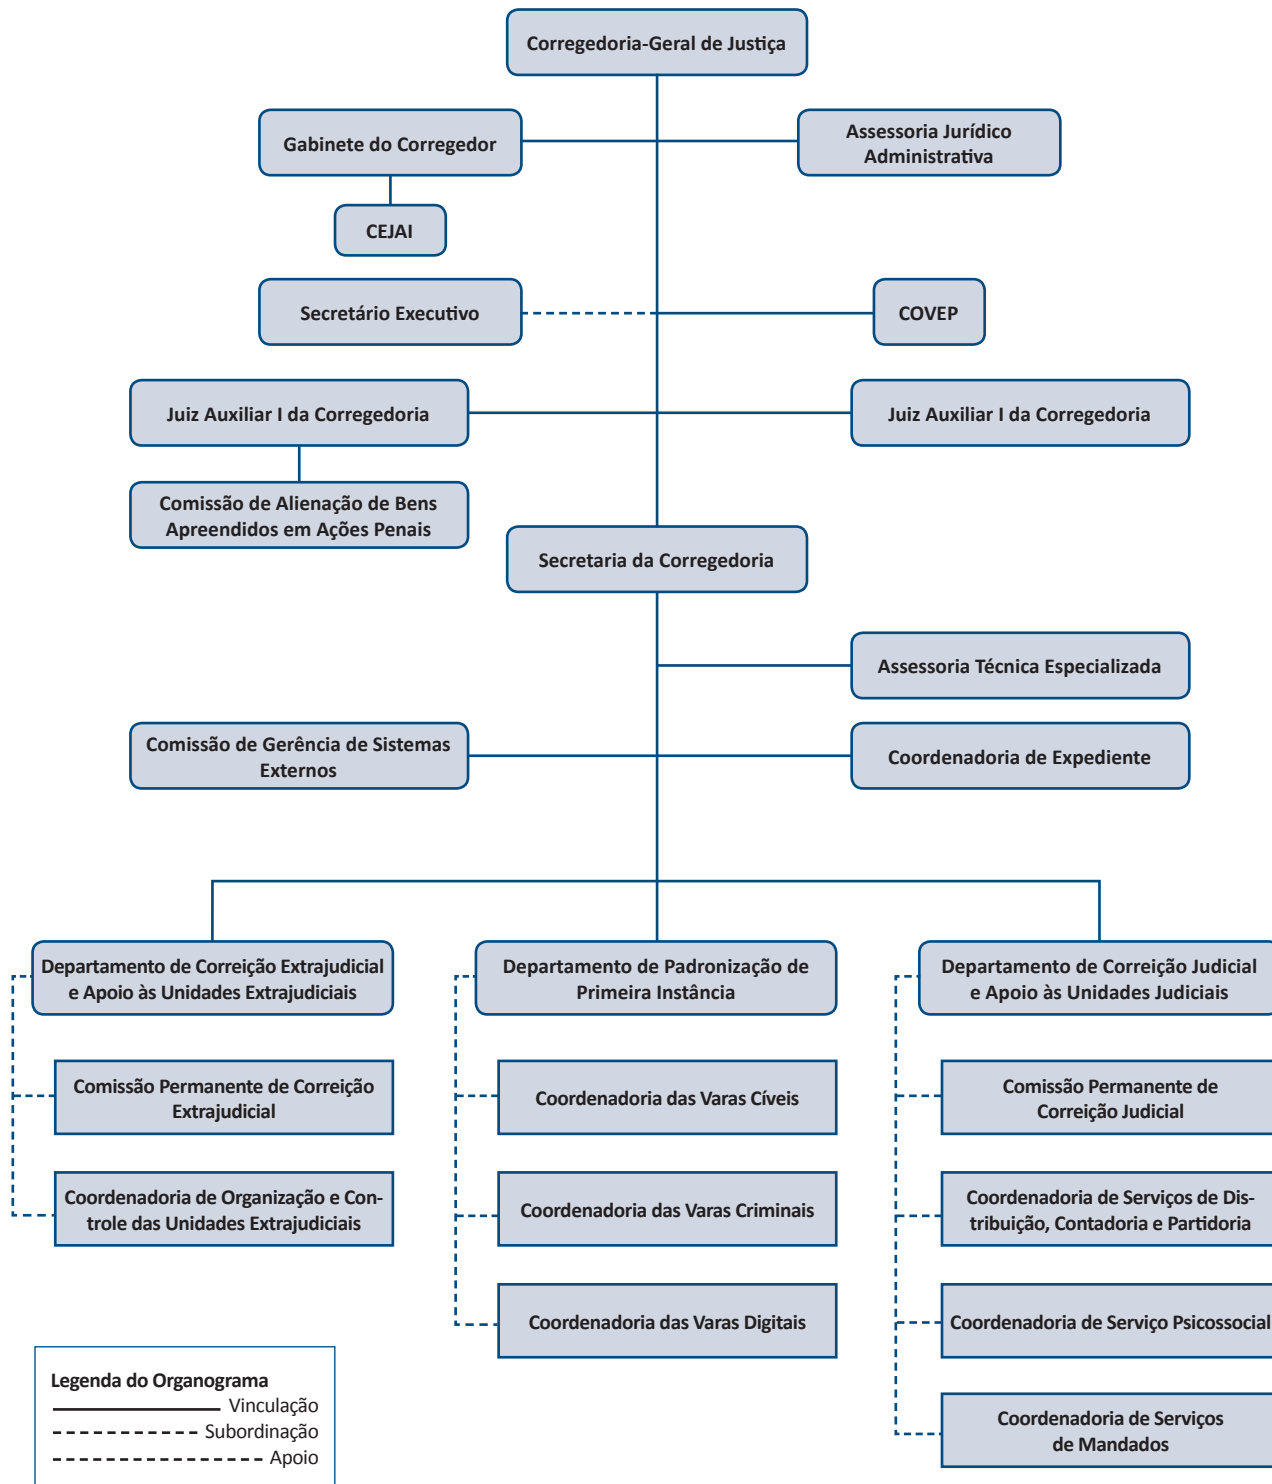 Corregedoria-Geral de Justiça
Gabinete do Corregedor
Assessoria Jurídico
Administrativa
CEJAI
Secretário Executivo
COVEP
Juiz Auxiliar I da Corregedoria
Juiz Auxiliar I da Corregedoria
Comissão de Alienação de Bens
Apreendidos em Ações Penais
Secretaria da Corregedoria
Assessoria Técnica Especializada
Comissão de Gerência de Sistemas
Externos
Coordenadoria de Expediente
Departamento de Correição Extrajudicial
e Apoio às Unidades Extrajudiciais
Departamento de Padronização de
Primeira Instância
Departamento de Correição Judicial
e Apoio às Unidades Judiciais
Comissão Permanente de Correição
Extrajudicial
Coordenadoria das Varas Cíveis
Comissão Permanente de
Correição Judicial
Coordenadoria de Organização e Con-
trole das Unidades Extrajudiciais
Coordenadoria das Varas Criminais
Coordenadoria de Serviços de Dis-
tribuição, Contadoria e Partidoria
Coordenadoria das Varas Digitais
Coordenadoria de Serviço Psicossocial
Coordenadoria de Serviços
de Mandados
Legenda do Organograma
Vinculação
Subordinação
Apoio